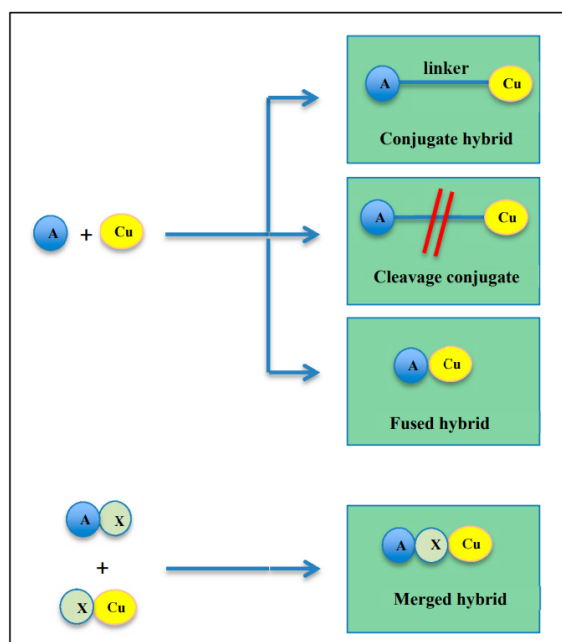 linker
A Cu
Conjugate hybrid
A + Cu
A Cu
Cleavage conjugate
A Cu
Fused hybrid
A X
+
X Cu
A X Cu
Merged hybrid